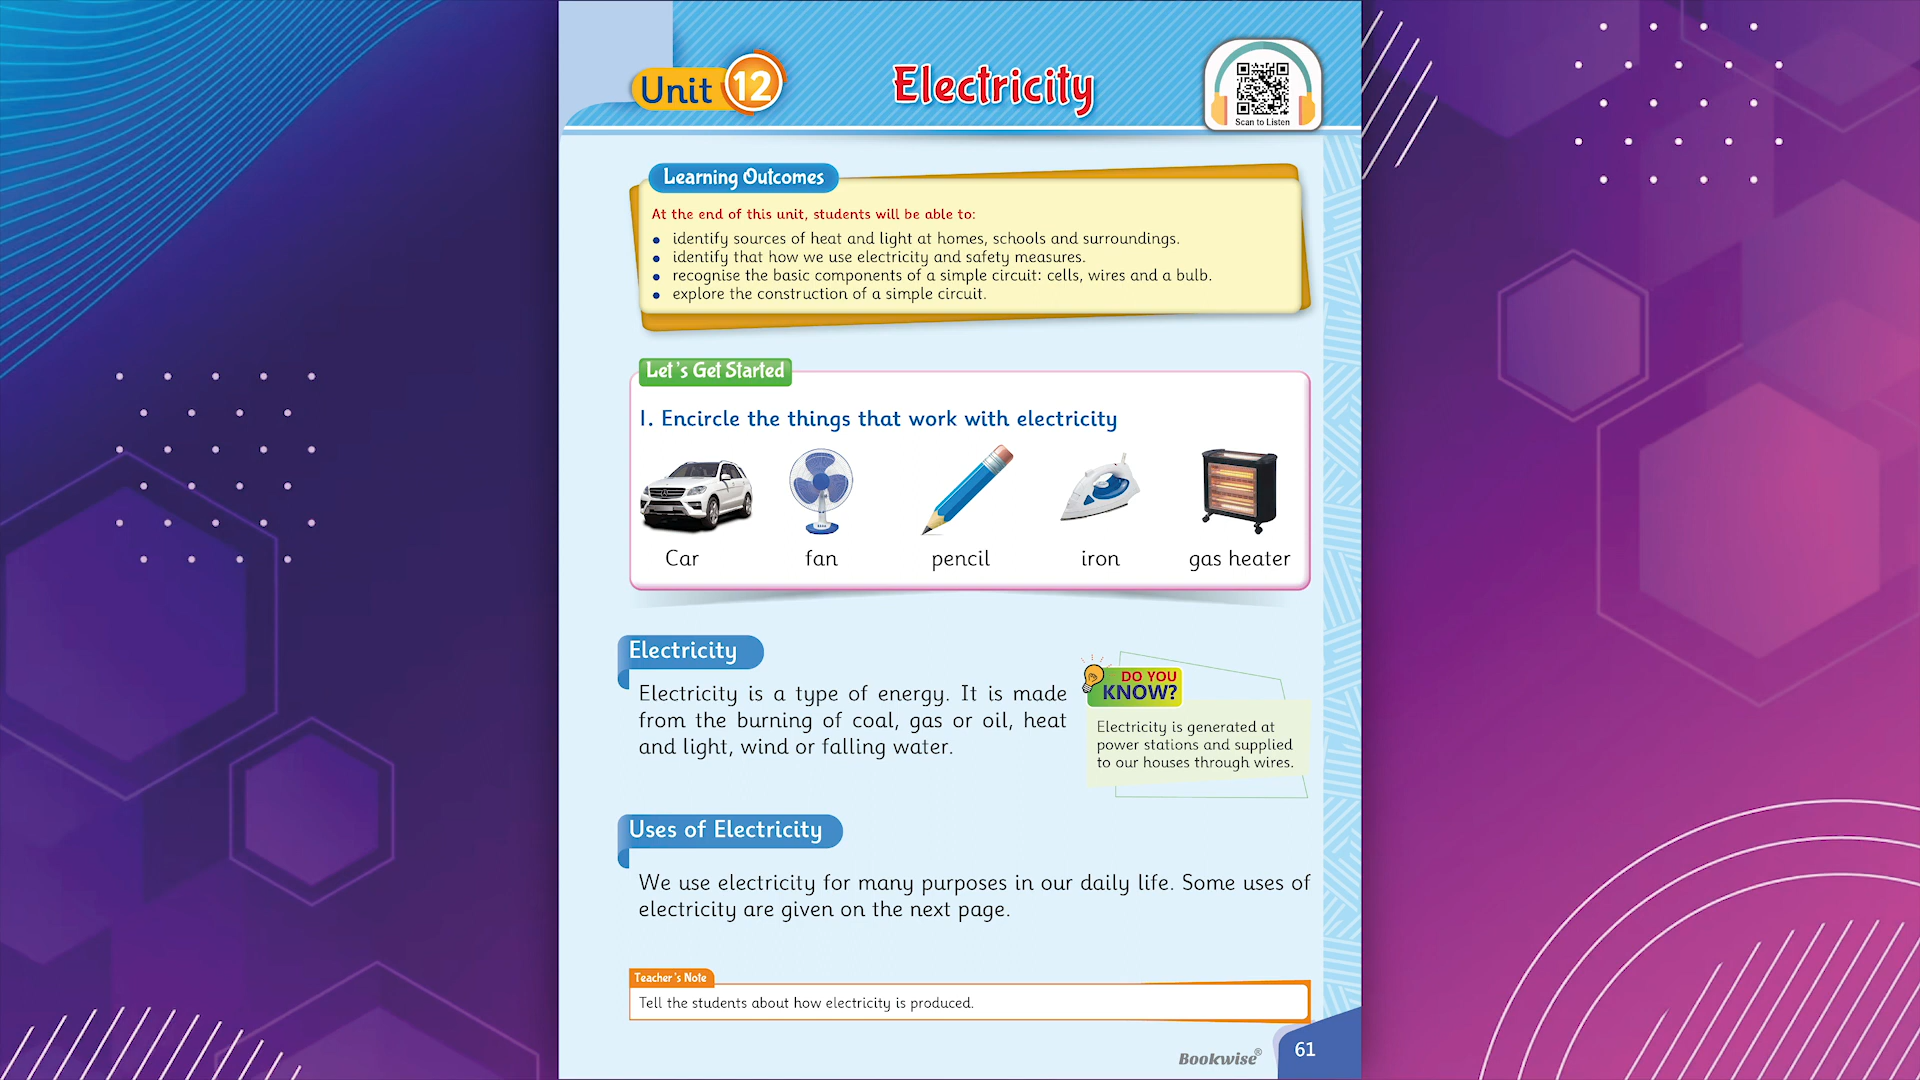 Unit 12
Electricity
Scan to Listen
Learning Outcomes
At the end of this unit, students will be able to:
• identify sources of heat and light at homes, schools and surroundings.
• identify that how we use electricity and safety measures.
• recognise the basic components of a simple circuit: cells, wires and a bulb.
• explore the construction of a simple circuit.
Let's Get Started
1. Encircle the things that work with electricity
Car fan pencil iron gas heater
Electricity
Electricity is a type of energy. It is made
from the burning of coal, gas or oil, heat
and light, wind or falling water.
DO YOU
KNOW?
Electricity is generated at
power stations and supplied
to our houses through wires.
Uses of Electricity
We use electricity for many purposes in our daily life. Some uses of
electricity are given on the next page.
Teacher's Note
Tell the students about how electricity is produced.
Bookwise®
61